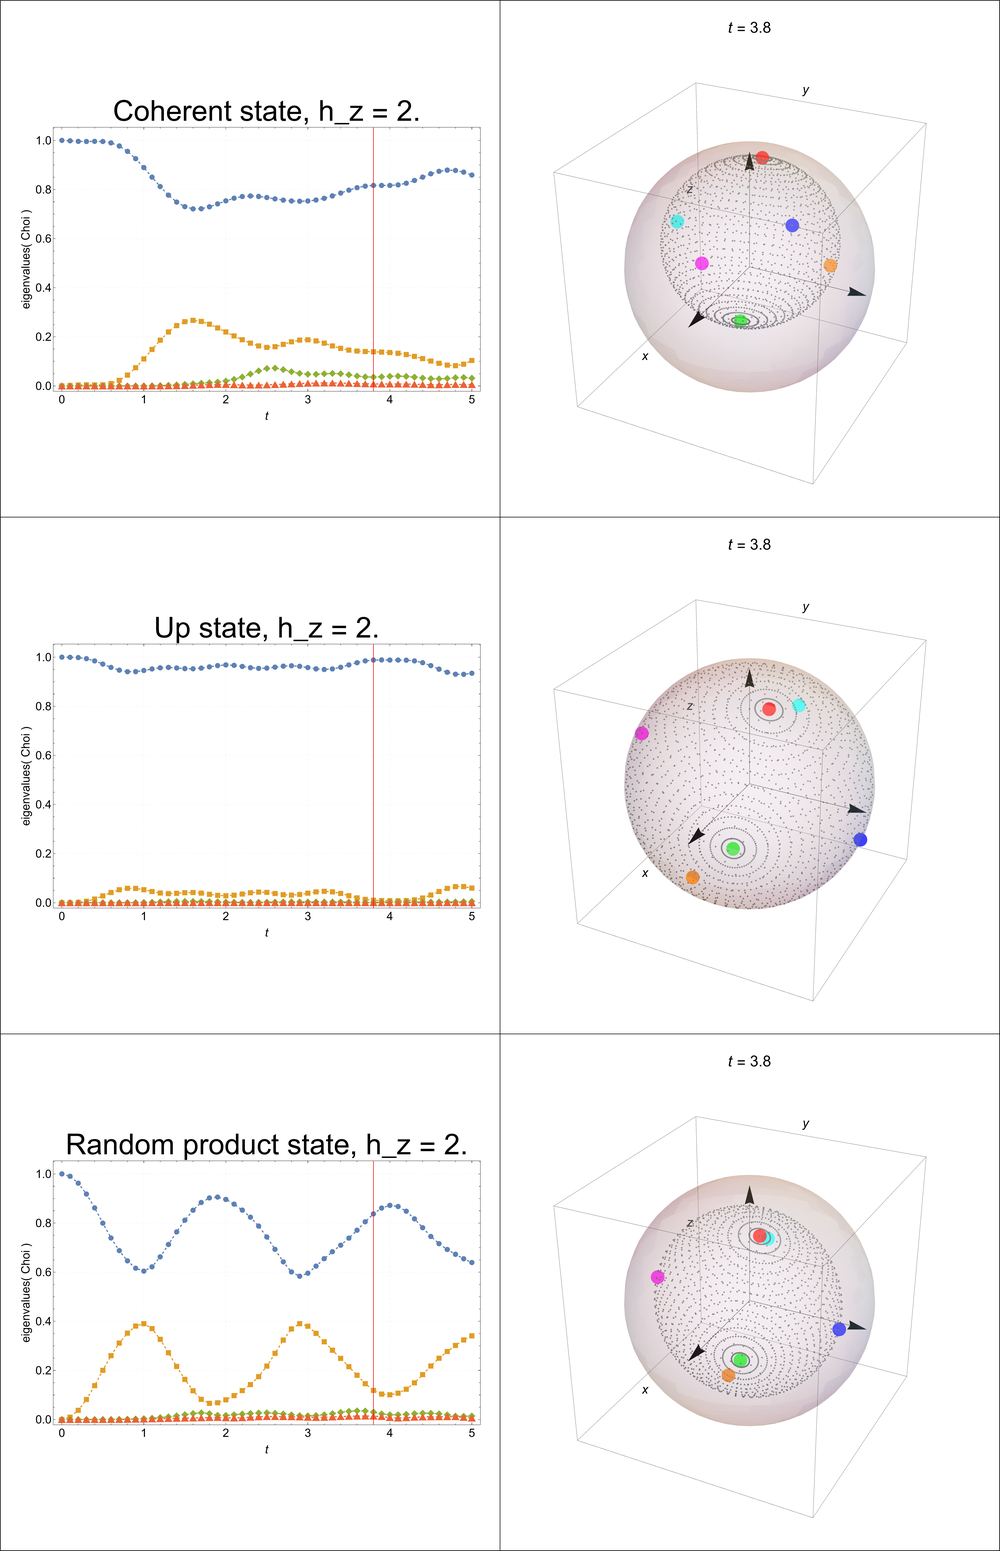 t = 3.8
Coherent state, h_z = 2.
eigenvalues( Choi )
1.0
0.8
0.6
0.4
0.2
0.0
0 1 2 3 4 5
t
y
z
x
t = 3.8
Up state, h_z = 2.
eigenvalues( Choi )
1.0
0.8
0.6
0.4
0.2
0.0
0 1 2 3 4 5
t
y
z
x
t = 3.8
Random product state, h_z = 2.
eigenvalues( Choi )
1.0
0.8
0.6
0.4
0.2
0.0
0 1 2 3 4 5
t
y
z
x